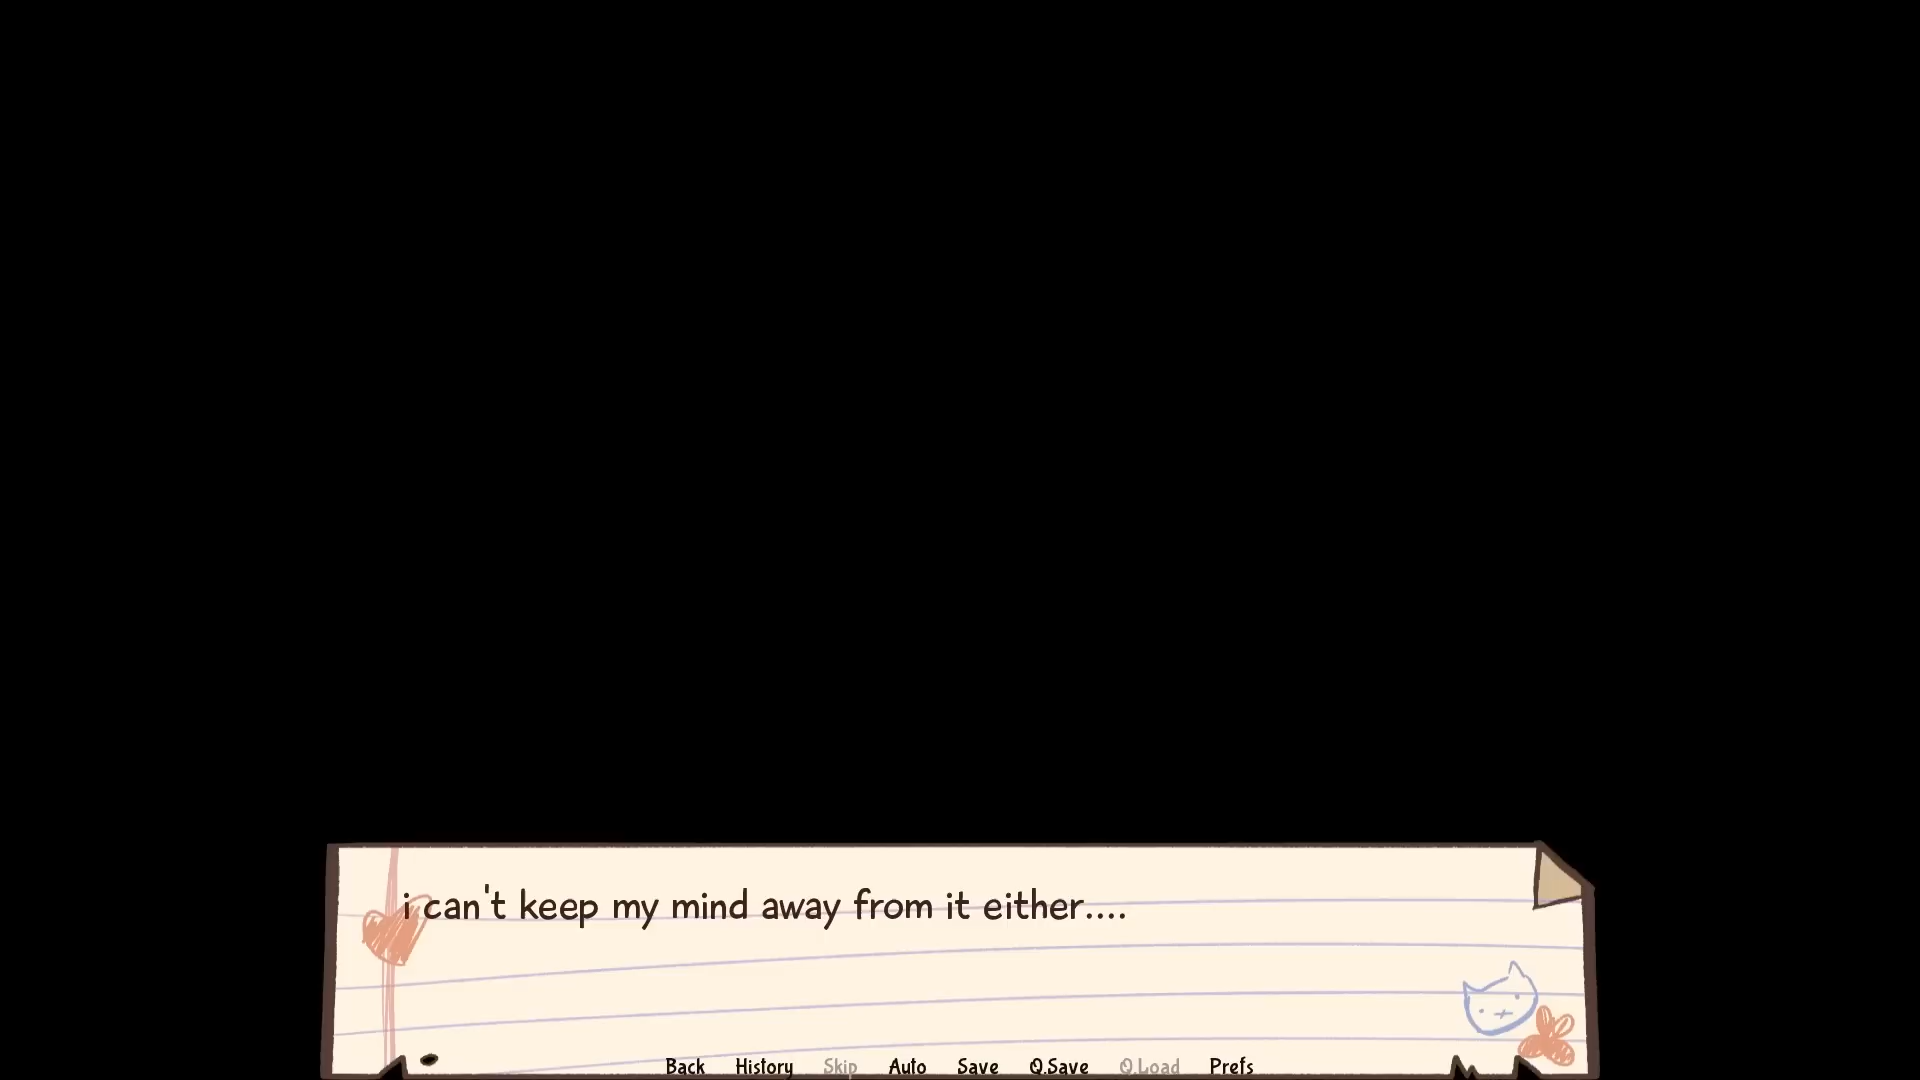 i can't keep my mind away from it either....
Back History Skip Auto Save Q.Save Q.Load Prefs